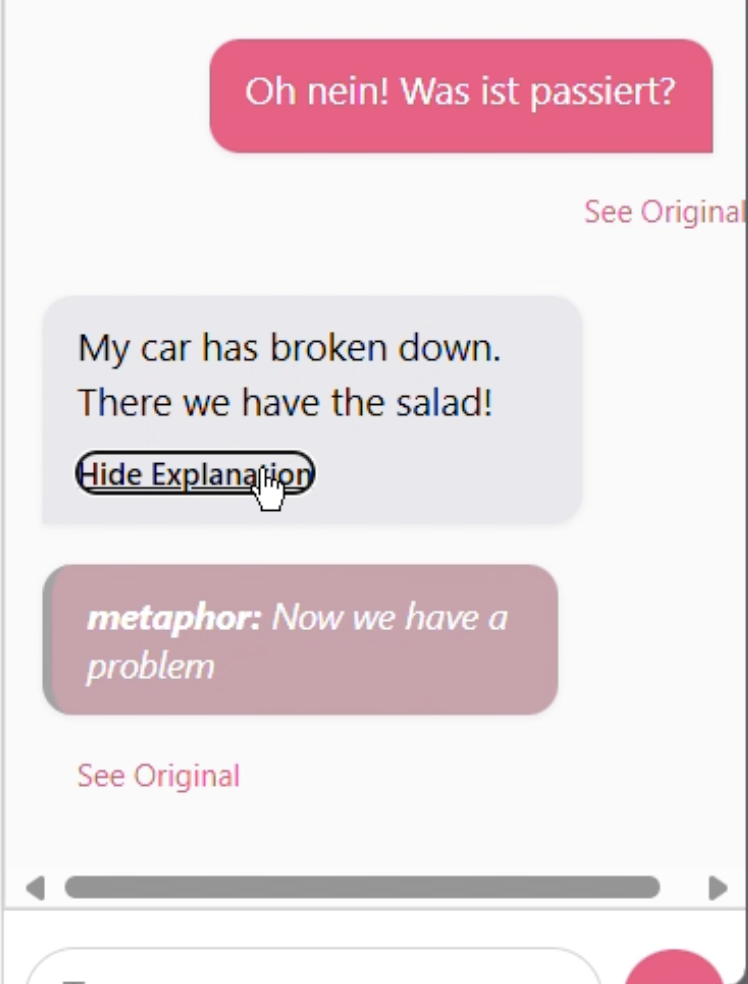 Oh nein! Was ist passiert?
See Original
My car has broken down.
There we have the salad!
Hide Explanation
metaphor: Now we have a
problem
See Original